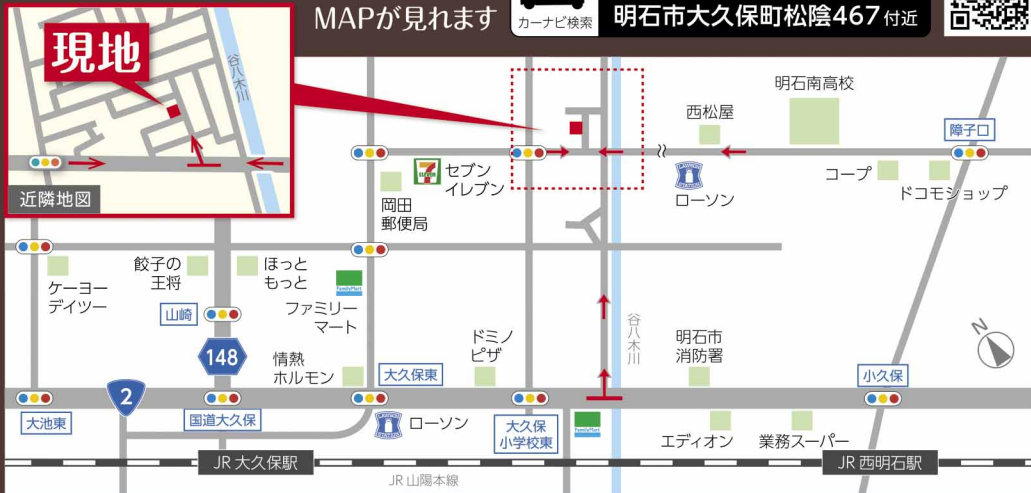 MAPが見れます
カーナビ検索
明石市大久保町松陰467付近
現地
谷八木川
近隣地図
明石南高校
西松屋
障子口
セブン
イレブン
ローソン
コープ
ドコモショップ
岡田
郵便局
ケーヨー
デイツー
餃子の
王将
ほっと
もっと
FamilyMart
ファミリー
マート
山崎
148
情熱
ホルモン
ドミノ
ピザ
谷八木川
明石市
消防署
N
大久保東
小久保
2
大池東
国道大久保
ローソン
大久保
小学校東
FamilyMart
エディオン
業務スーパー
JR 大久保駅
JR 西明石駅
JR 山陽本線